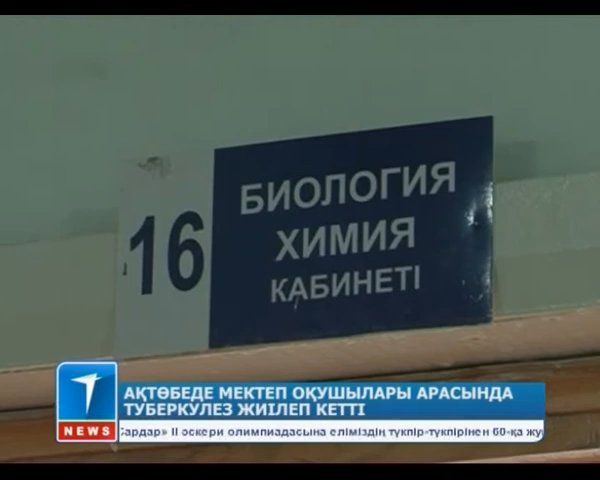 16
БИОЛОГИЯ
ХИМИЯ
КАБИНЕТІ
АҚТӨБЕДЕ МЕКТЕП ОҚУШЫЛАРЫ АРАСЫНДА
ТУБЕРКУЛЕЗ ЖИІЛЕП КЕТТІ
NEWS
Сардар» ІІ әскери олимпиадасына еліміздің түкпір-түкпірінен 60-қа